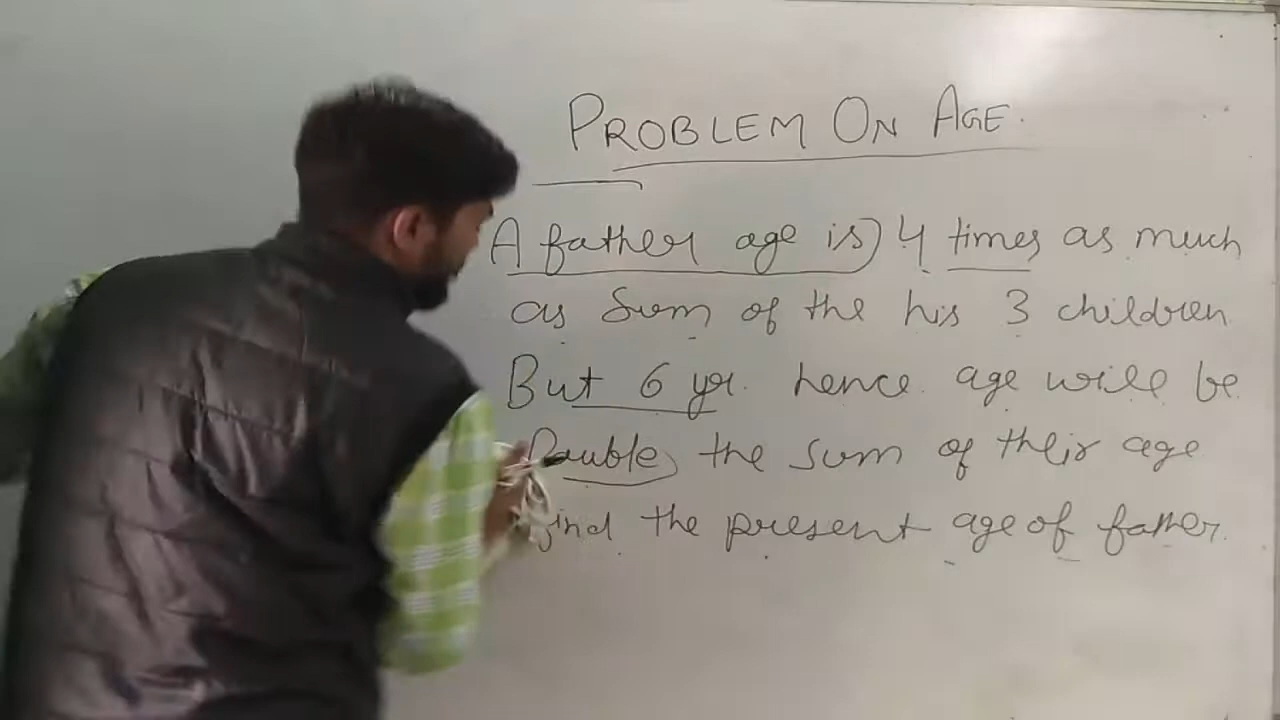 PROBLEM ON AGE.
A father age is 4 times as much
as Sum of the his 3 children
But 6 yr. hence age will be
Double the sum of their age
find the present age of father.